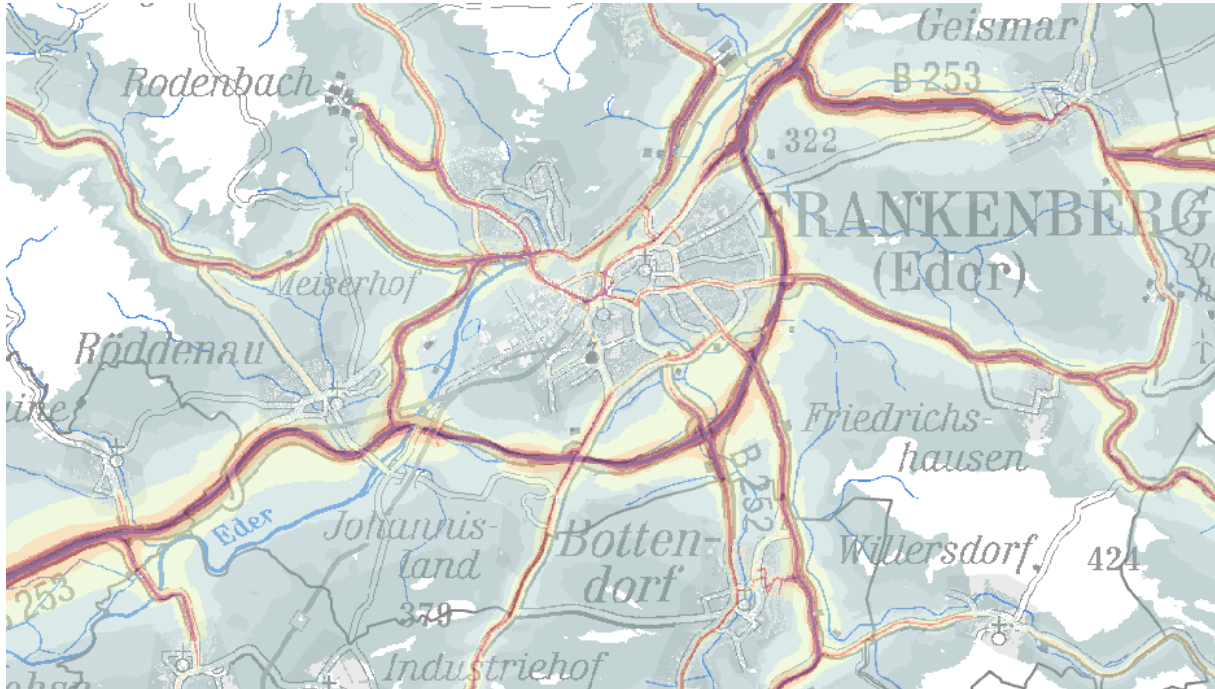 Geismar
Rodenbach
B 253
322
FRANKENBERG
(Eder)
Meiserhof
Röddenau
Friedrichs-
hausen
B 252
Eder
Johannis-
land
Botten-
dorf
Willersdorf
424
253
379
Industriehof